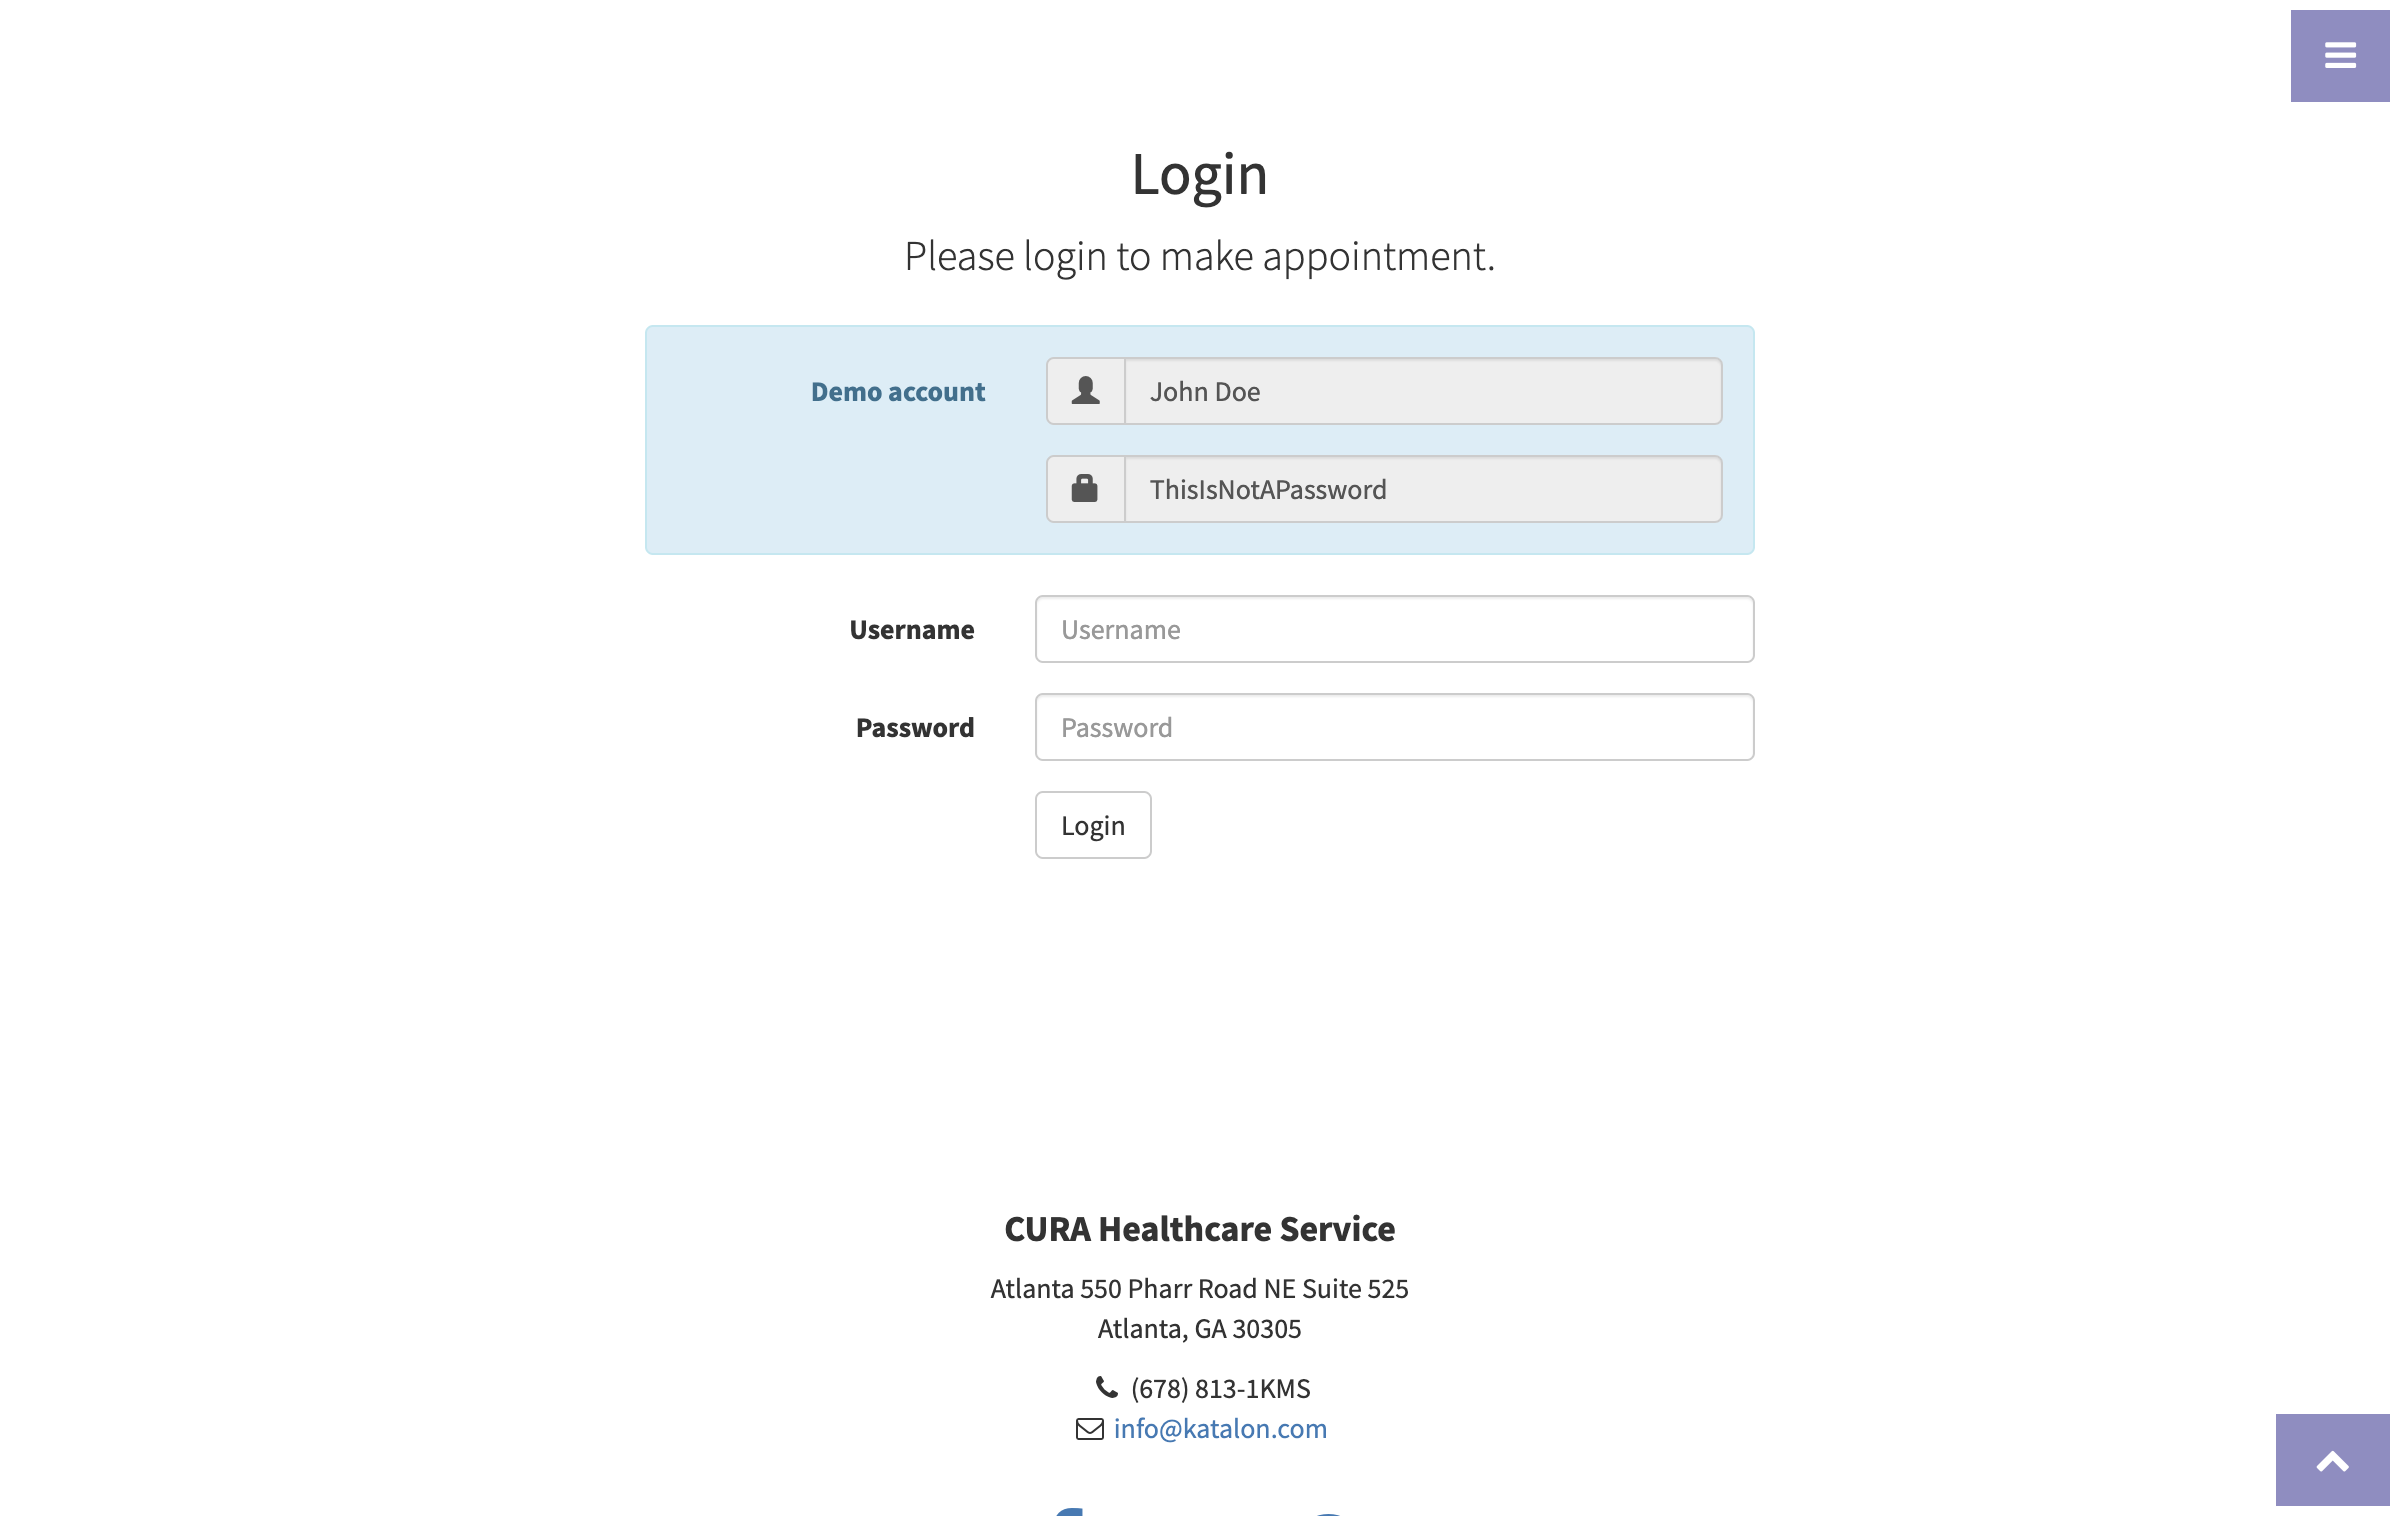 Login
Please login to make appointment.
Demo account
John Doe
ThisIsNotAPassword
Username
Username
Password
Password
Login
CURA Healthcare Service
Atlanta 550 Pharr Road NE Suite 525
Atlanta, GA 30305
(678) 813-1KMS
info@katalon.com